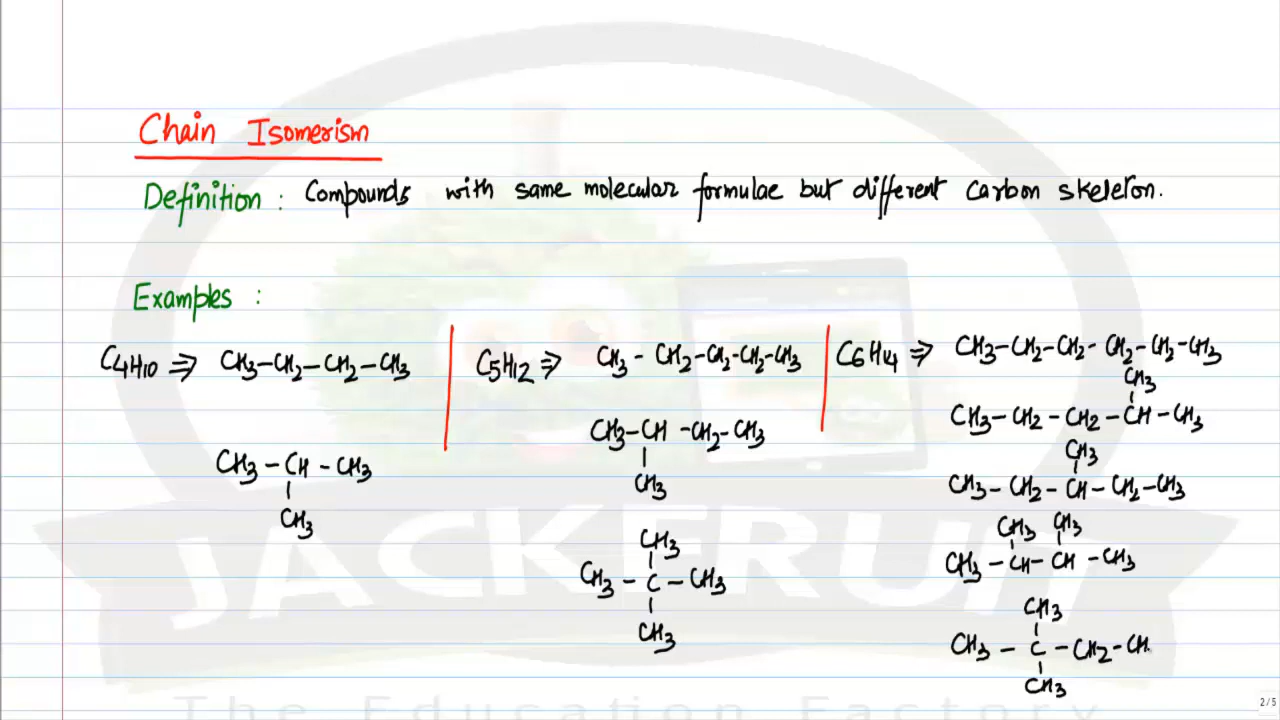 Chain Isomerism
Definition : Compounds with same molecular formulae but different carbon skeleton.
Examples :
C4H10 ⇒ CH3-CH2-CH2-CH3
CH3-CH-CH3
CH3
C5H12 ⇒ CH3-CH2-CH2-CH2-CH3
CH3-CH-CH2-CH3
CH3
CH3
CH3-C-CH3
CH3
C6H14 ⇒ CH3-CH2-CH2-CH2-CH2-CH3
CH3
CH3-CH2-CH2-CH-CH3
CH3
CH3-CH2-CH-CH2-CH3
CH3 CH3
CH3-CH-CH-CH3
CH3
CH3-C-CH2-CH
CH3
JACKFRUIT
The Education Factory
2/5